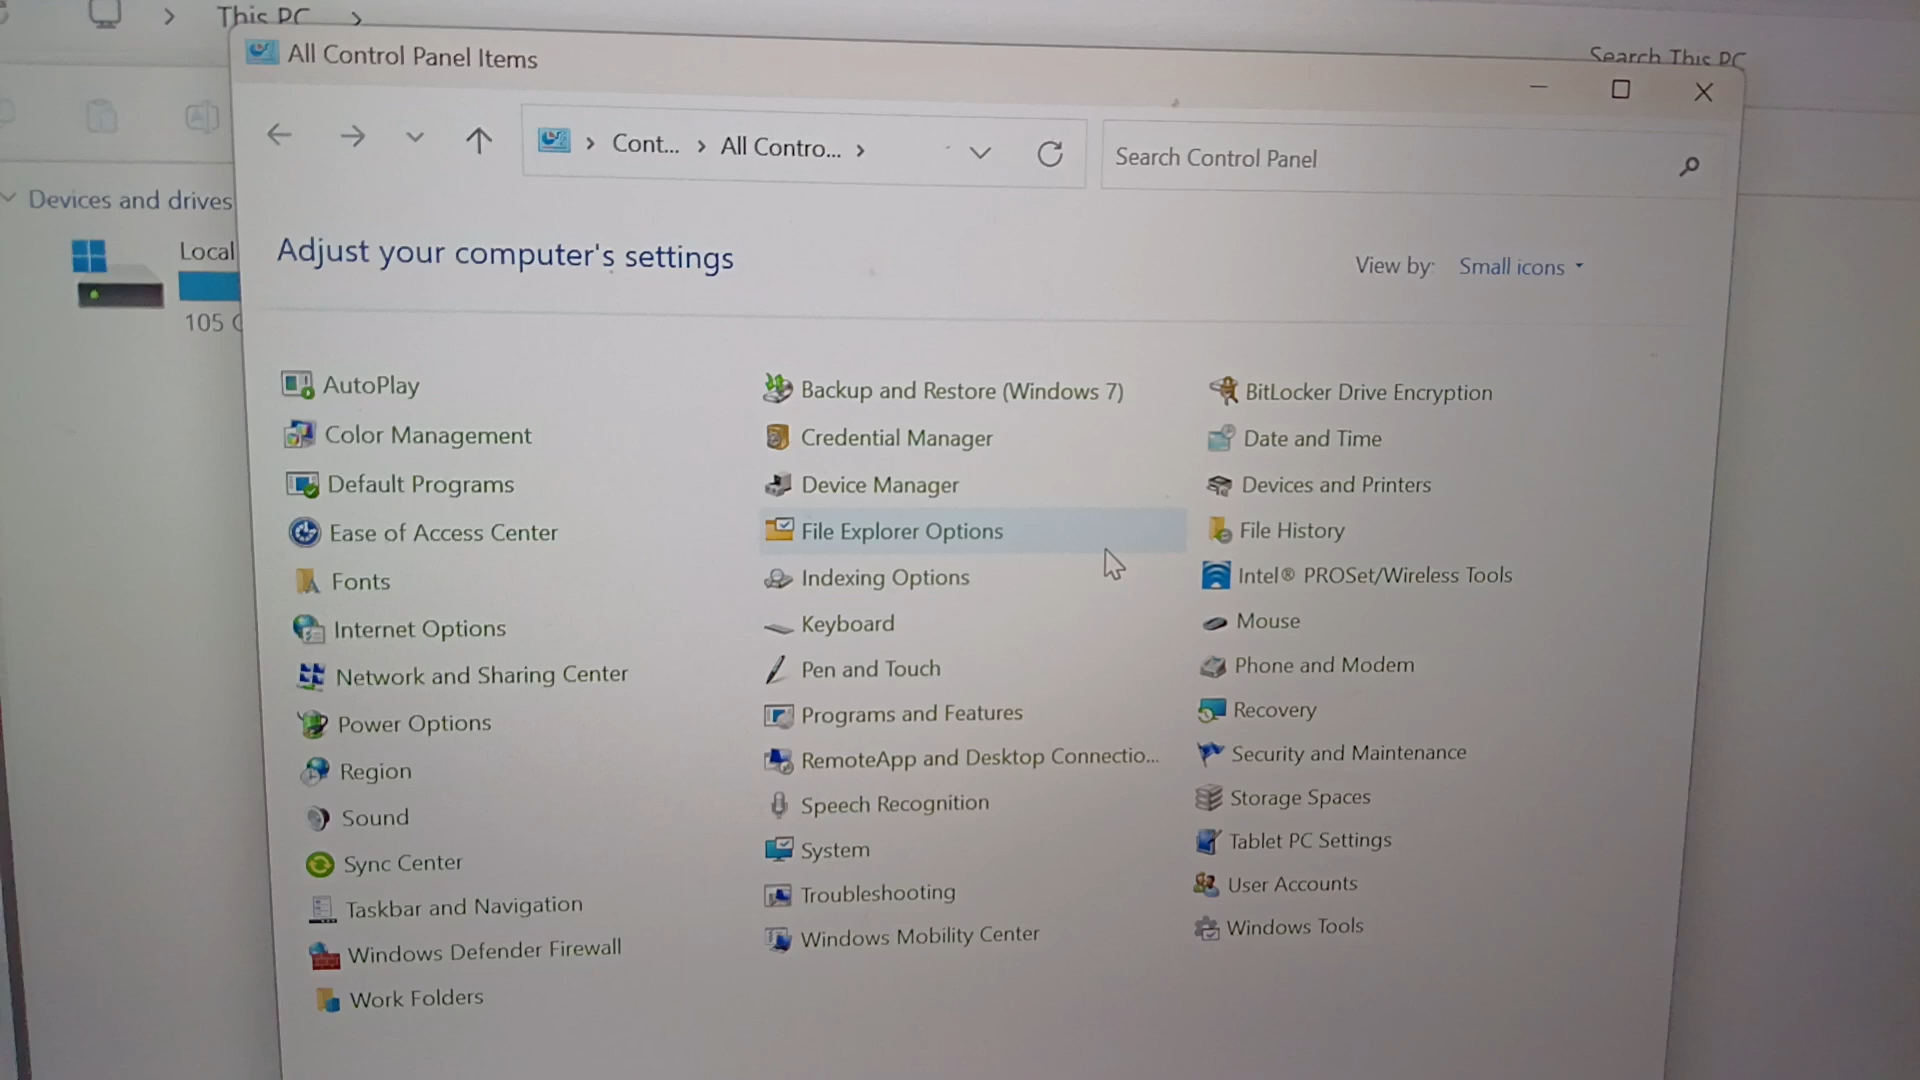 This PC
Search This PC
All Control Panel Items
Cont...
All Contro...
Search Control Panel
Devices and drives
Local
105
Adjust your computer's settings
View by:
Small icons
AutoPlay
Backup and Restore (Windows 7)
BitLocker Drive Encryption
Color Management
Credential Manager
Date and Time
Default Programs
Device Manager
Devices and Printers
Ease of Access Center
File Explorer Options
File History
Fonts
Indexing Options
Intel® PROSet/Wireless Tools
Internet Options
Keyboard
Mouse
Network and Sharing Center
Pen and Touch
Phone and Modem
Power Options
Programs and Features
Recovery
Region
RemoteApp and Desktop Connectio...
Security and Maintenance
Sound
Speech Recognition
Storage Spaces
Sync Center
System
Tablet PC Settings
Taskbar and Navigation
Troubleshooting
User Accounts
Windows Defender Firewall
Windows Mobility Center
Windows Tools
Work Folders